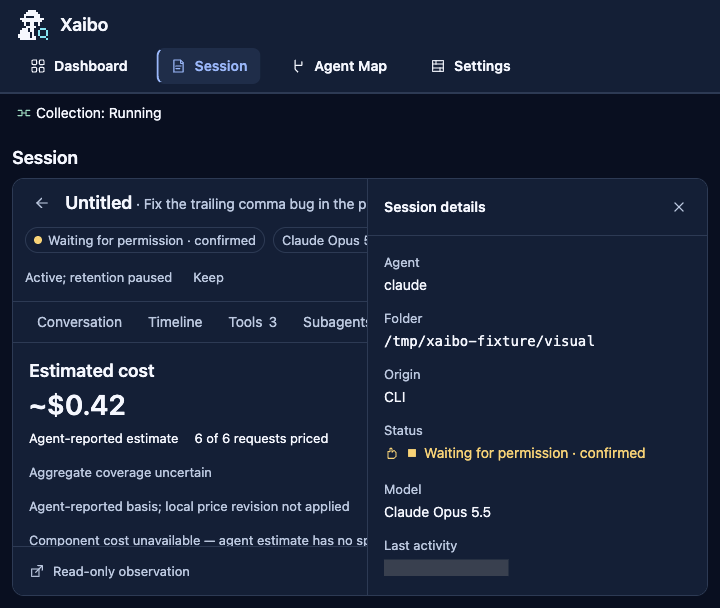 Xaibo
Dashboard Session Agent Map Settings
Collection: Running
Session
Untitled · Fix the trailing comma bug in the p
Waiting for permission · confirmed Claude Opus 5
Active; retention paused Keep
Conversation Timeline Tools 3 Subagents
Estimated cost
~$0.42
Agent-reported estimate 6 of 6 requests priced
Aggregate coverage uncertain
Agent-reported basis; local price revision not applied
Component cost unavailable — agent estimate has no sp
Read-only observation
Session details
Agent
claude
Folder
/tmp/xaibo-fixture/visual
Origin
CLI
Status
Waiting for permission · confirmed
Model
Claude Opus 5.5
Last activity